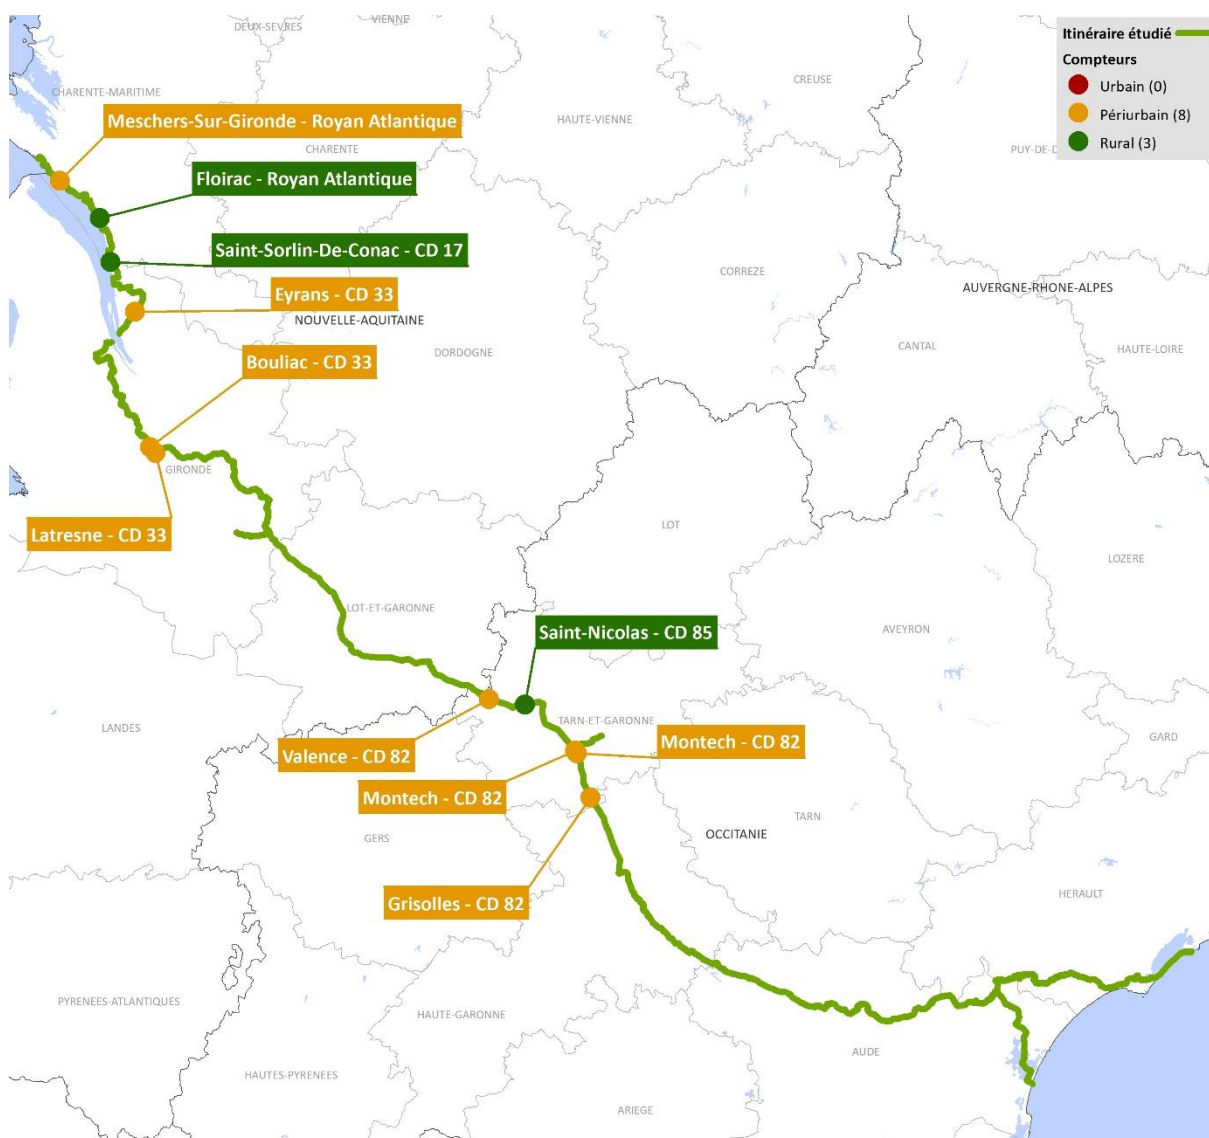 DEUX-SEVRES
VIENNE
Itinéraire étudié
Compteurs
Urbain (0)
Périurbain (8)
Rural (3)
CREUSE
CHARENTE-MARITIME
HAUTE-VIENNE
Meschers-Sur-Gironde - Royan Atlantique
CHARENTE
PUY-DE-D
Floirac - Royan Atlantique
Saint-Sorlin-De-Conac - CD 17
CORREZE
AUVERGNE-RHONE-ALPES
Eyrans - CD 33
NOUVELLE-AQUITAINE
CANTAL
HAUTE-LOIRE
DORDOGNE
Bouliac - CD 33
GIRONDE
Latresne - CD 33
LOT
LOZERE
LOT-ET-GARONNE
Saint-Nicolas - CD 85
AVEYRON
LANDES
TARN-ET-GARONNE
Montech - CD 82
GARD
Valence - CD 82
Montech - CD 82
TARN
OCCITANIE
GERS
HERAULT
Grisolles - CD 82
PYRENEES-ATLANTIQUES
HAUTE-GARONNE
AUDE
HAUTES-PYRENEES
ARIEGE